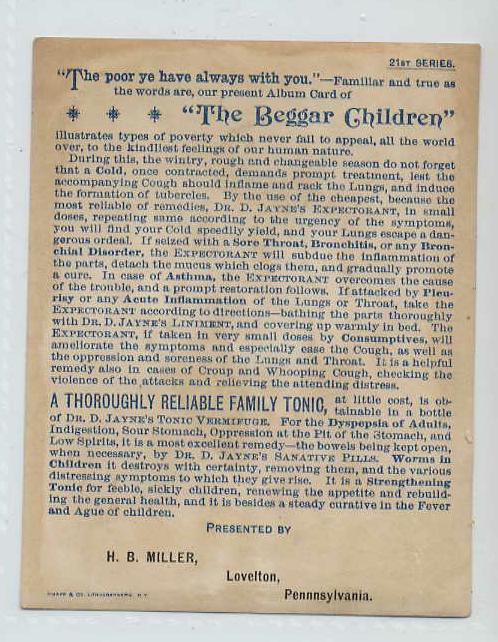 21ST SERIES.
"The poor ye have always with you."—Familiar and true as
the words are, our present Album Card of
"The Beggar Children"
illustrates types of poverty which never fail to appeal, all the world
over, to the kindliest feelings of our human nature.
During this, the wintry, rough and changeable season do not forget
that a Cold, once contracted, demands prompt treatment, lest the
accompanying Cough should inflame and rack the Lungs, and induce
the formation of tubercles. By the use of the cheapest, because the
most reliable of remedies, DR. D. JAYNE'S EXPECTORANT, in small
doses, repeating same according to the urgency of the symptoms,
you will find your Cold speedily yield, and your Lungs escape a dan-
gerous ordeal. If seized with a Sore Throat, Bronchitis, or any Bron-
chial Disorder, the EXPECTORANT will subdue the inflammation of
the parts, detach the mucus which clogs them, and gradually promote
a cure. In case of Asthma, the EXPECTORANT overcomes the cause
of the trouble, and a prompt restoration follows. If attacked by Pleu-
risy or any Acute Inflammation of the Lungs or Throat, take the
EXPECTORANT according to directions—bathing the parts thoroughly
with DR. D. JAYNE'S LINIMENT, and covering up warmly in bed. The
EXPECTORANT, if taken in very small doses by Consumptives, will
ameliorate the symptoms and especially ease the Cough, as well as
the oppression and soreness of the Lungs and Throat. It is a helpful
remedy also in cases of Croup and Whooping Cough, checking the
violence of the attacks and relieving the attending distress.
A THOROUGHLY RELIABLE FAMILY TONIC, at little cost, is ob-
tainable in a bottle
of DR. D. JAYNE'S TONIC VERMIFUGE. For the Dyspepsia of Adults,
Indigestion, Sour Stomach, Oppression at the Pit of the Stomach, and
Low Spirits, it is a most excellent remedy—the bowels being kept open,
when necessary, by DR. D. JAYNE'S SANATIVE PILLS. Worms in
Children it destroys with certainty, removing them, and the various
distressing symptoms to which they give rise. It is a Strengthening
Tonic for feeble, sickly children, renewing the appetite and rebuild-
ing the general health, and it is besides a steady curative in the Fever
and Ague of children.
PRESENTED BY
H. B. MILLER,
Lovelton,
Pennnsylvania.
KNAPP & CO. LITHOGRAPHERS, N.Y.